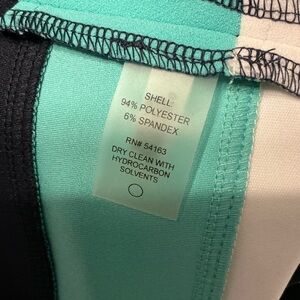 SHELL:
94% POLYESTER
6% SPANDEX
RN# 54163
DRY CLEAN WITH
HYDROCARBON
SOLVENTS